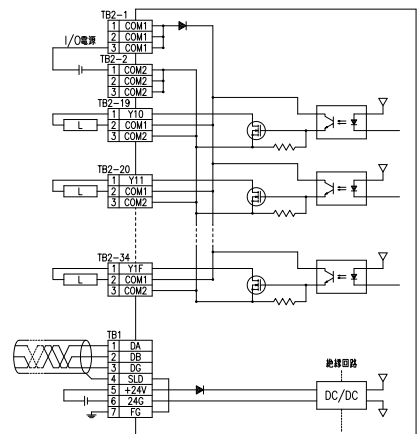 TB2-1
1 COM1
2 COM1
3 COM1
I/O電源
TB2-2
1 COM2
2 COM2
3 COM2
TB2-19
1 Y10
L 2 COM1
3 COM2
TB2-20
1 Y11
L 2 COM1
3 COM2
TB2-34
1 Y1F
L 2 COM1
3 COM2
TB1
1 DA
2 DB
3 DG
4 SLD
5 +24V
6 24G
7 FG
絶縁回路
DC/DC